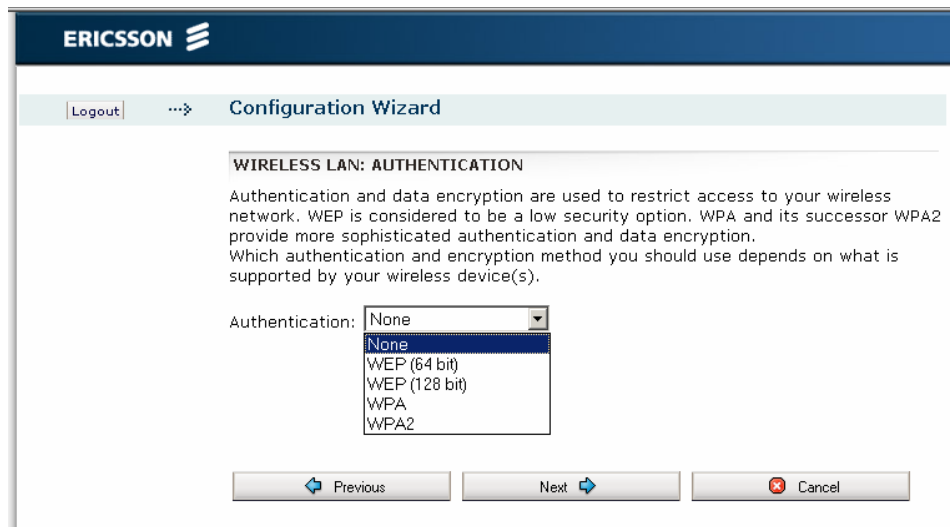 ERICSSON
Logout
Configuration Wizard
WIRELESS LAN: AUTHENTICATION
Authentication and data encryption are used to restrict access to your wireless
network. WEP is considered to be a low security option. WPA and its successor WPA2
provide more sophisticated authentication and data encryption.
Which authentication and encryption method you should use depends on what is
supported by your wireless device(s).
Authentication: None
None
WEP (64 bit)
WEP (128 bit)
WPA
WPA2
Previous Next Cancel